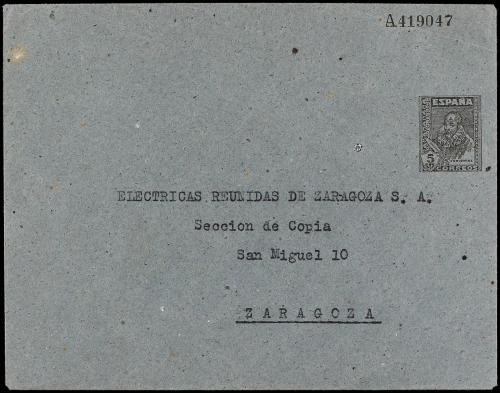 A419047
ESPAÑA
5
CORREOS
ELECTRICAS REUNIDAS DE ZARAGOZA S. A.
Seccion de Copia
San Miguel 10
ZARAGOZA